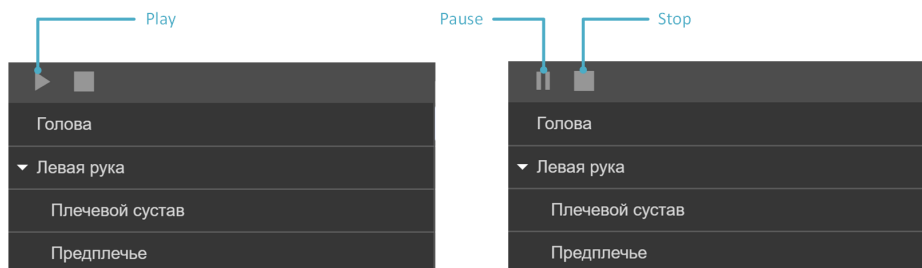 Play
Pause
Stop
Голова
Левая рука
Плечевой сустав
Предплечье
Голова
Левая рука
Плечевой сустав
Предплечье